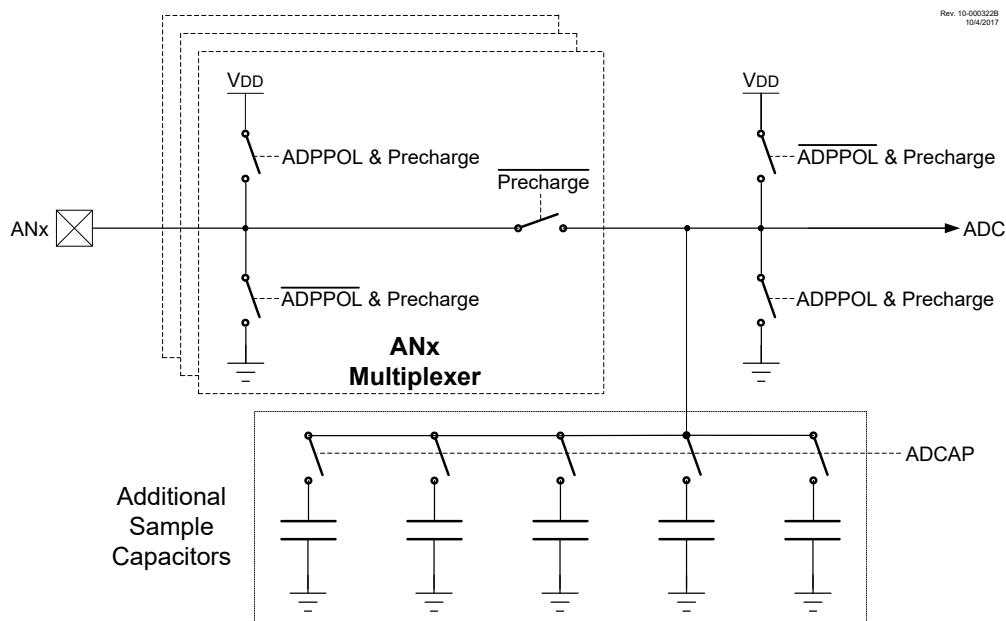 Rev. 10-000322B
10/4/2017
VDD
VDD
ADPPOL & Precharge
ADPPOL & Precharge
Precharge
ANx
ADC
ADPPOL & Precharge
ADPPOL & Precharge
ANx
Multiplexer
ADCAP
Additional
Sample
Capacitors